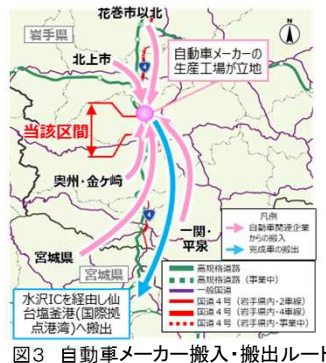 花巻市以北
岩手県
北上市
自動車メーカーの
生産工場が立地
4
当該区間
奥州・金ケ崎
4
一関・
平泉
宮城県
宮城県
凡例
自動車関連企業
からの搬入
完成車の搬出
水沢ICを経由し仙
台塩釜港(国際拠
点港湾)へ搬出
高規格道路
高規格道路(事業中)
一般国道
国道4号(岩手県内・2車線)
国道4号(岩手県内・4車線)
国道4号(岩手県内・事業中)
図3 自動車メーカー搬入・搬出ルート